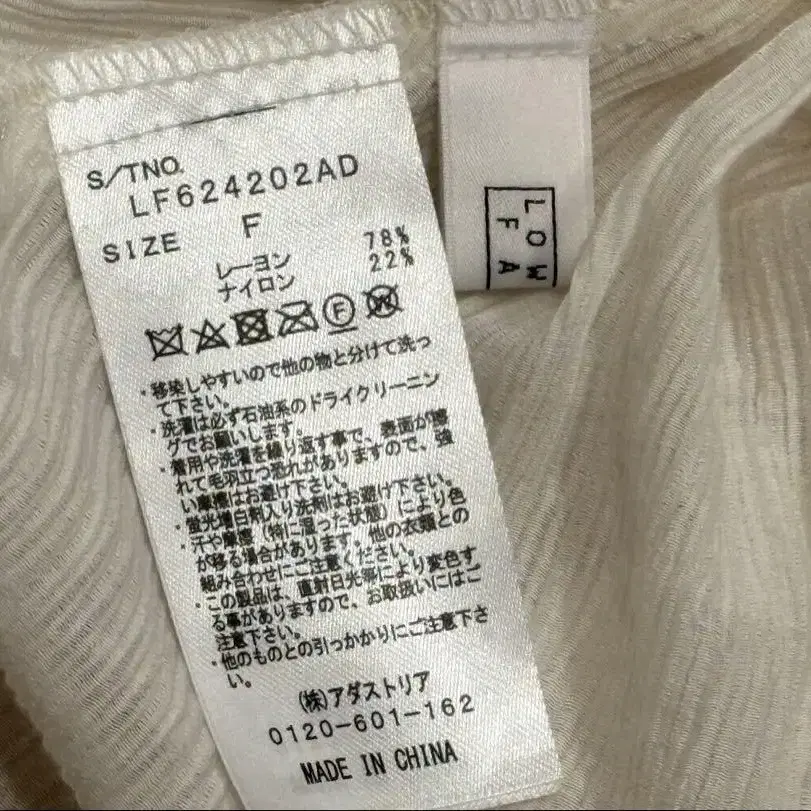 S/TNO.
LF624202AD
SIZE F
レーヨン 78%
ナイロン 22%
F W
・移染しやすいので他の物と分けて洗っ
て下さい。
・洗濯は必ず石油系のドライクリーニン
グでお願いします。
・着用や洗濯を繰り返す事で、表面が擦
れて毛羽立つ恐れがありますので、強
い摩擦はお避け下さい。
・蛍光増白剤入り洗剤はお避け下さい。
・汗や摩擦（特に湿った状態）により色
が移る場合があります。他の衣類との
組み合わせにご注意ください。
・この製品は、直射日光等により変色す
る事がありますので、お取扱いにはご
注意下さい。
・他のものとの引っかかりにご注意下さ
い。
(株)アダストリア
0120-601-162
MADE IN CHINA
LOW
FA